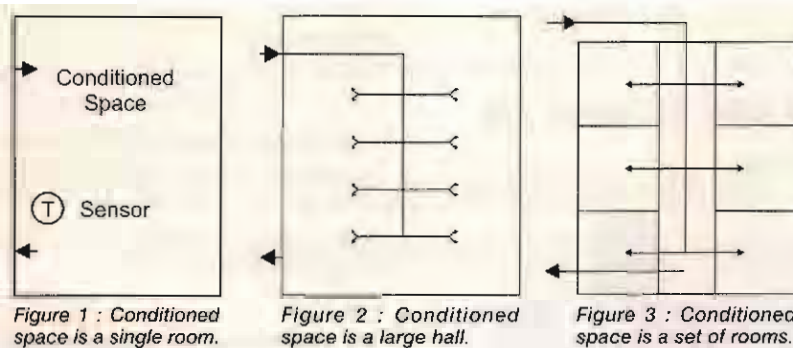 Conditioned
Space
T
Sensor
Figure 1 : Conditioned
space is a single room.
Figure 2 : Conditioned
space is a large hall.
Figure 3 : Conditioned
space is a set of rooms.